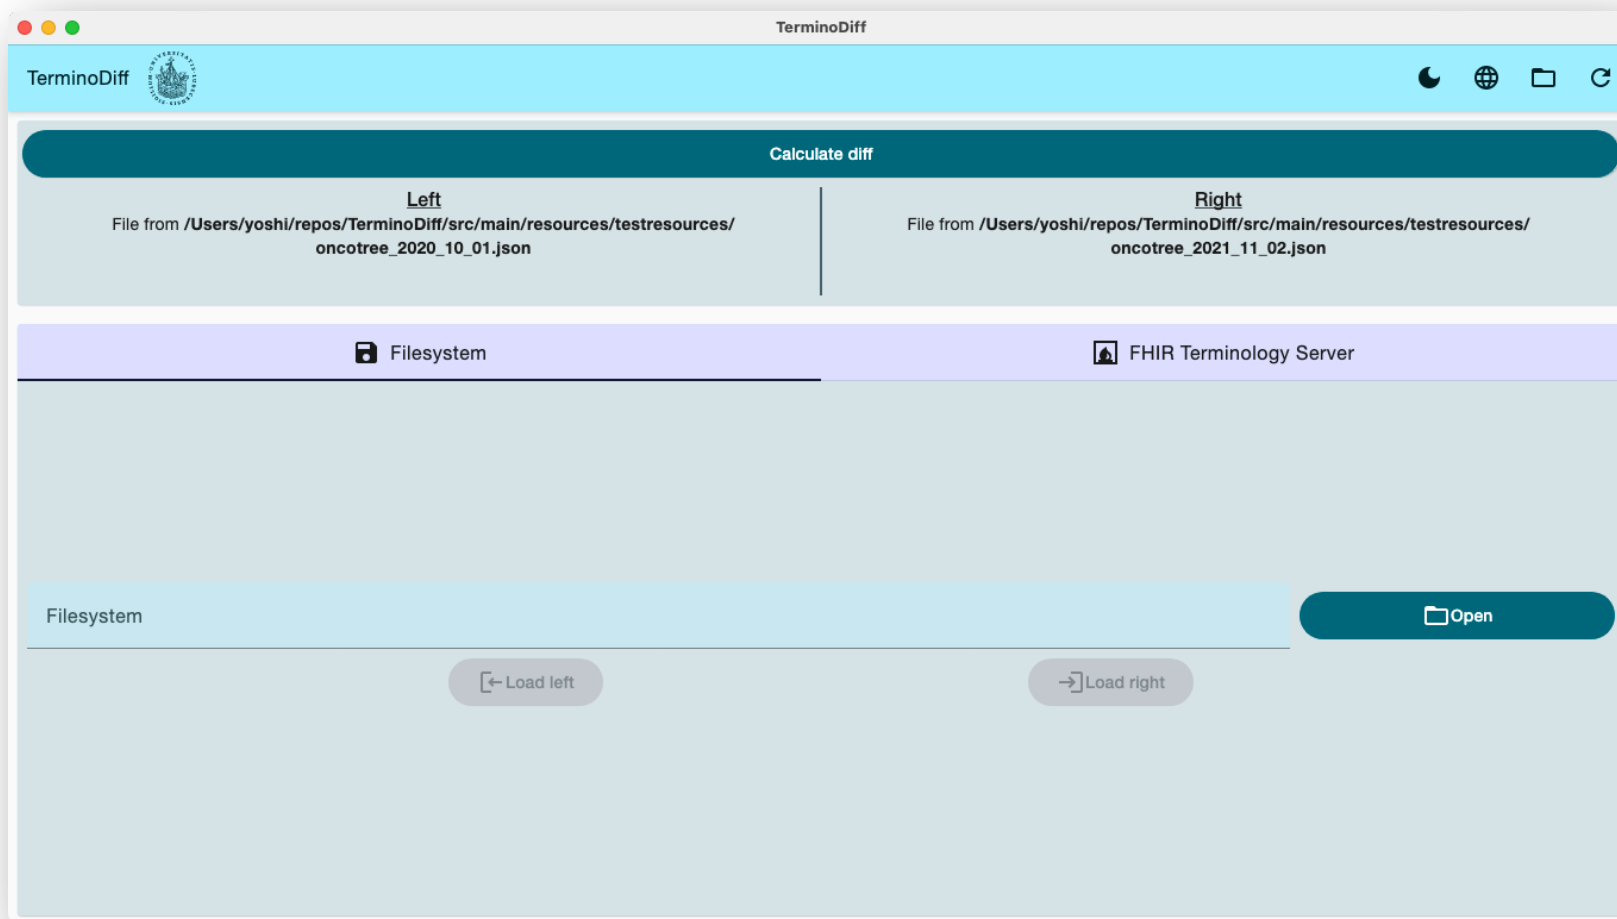 TerminoDiff
TerminoDiff
Calculate diff
Left
File from /Users/yoshi/repos/TerminoDiff/src/main/resources/testresources/
oncotree_2020_10_01.json
Right
File from /Users/yoshi/repos/TerminoDiff/src/main/resources/testresources/
oncotree_2021_11_02.json
Filesystem
FHIR Terminology Server
Filesystem
Open
Load left
Load right